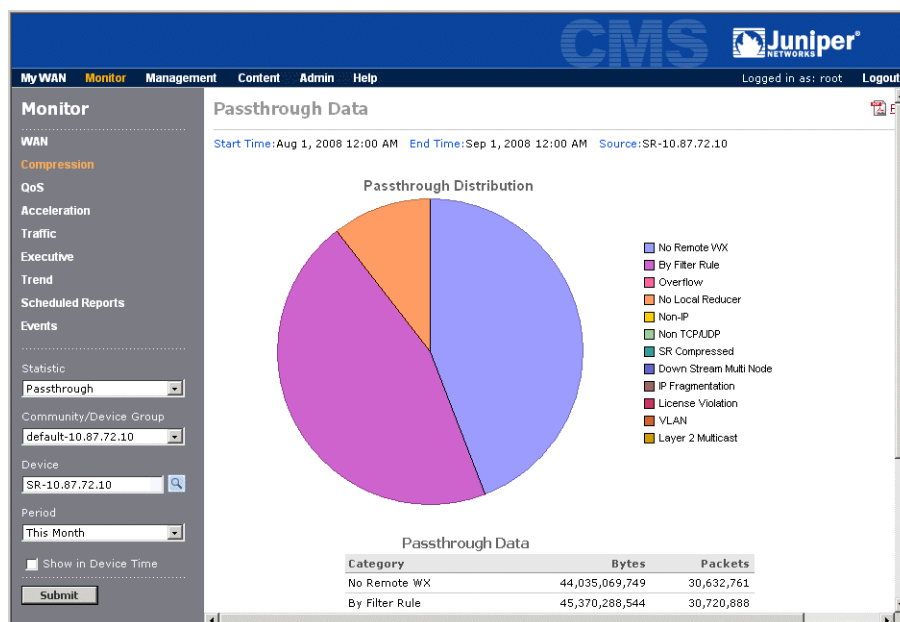 CMS
Juniper®
NETWORKS
My WAN Monitor Management Content Admin Help Logged in as: root Logout
Monitor
WAN
Compression
QoS
Acceleration
Traffic
Executive
Trend
Scheduled Reports
Events
Statistic
Passthrough
Community/Device Group
default-10.87.72.10
Device
SR-10.87.72.10
Period
This Month
Show in Device Time
Submit
Passthrough Data
Start Time:Aug 1, 2008 12:00 AM End Time:Sep 1, 2008 12:00 AM Source:SR-10.87.72.10
Passthrough Distribution
No Remote WX
By Filter Rule
Overflow
No Local Reducer
Non-IP
Non TCP/UDP
SR Compressed
Down Stream Multi Node
IP Fragmentation
License Violation
VLAN
Layer 2 Multicast
Passthrough Data
Category Bytes Packets
No Remote WX 44,035,069,749 30,632,761
By Filter Rule 45,370,288,544 30,720,888